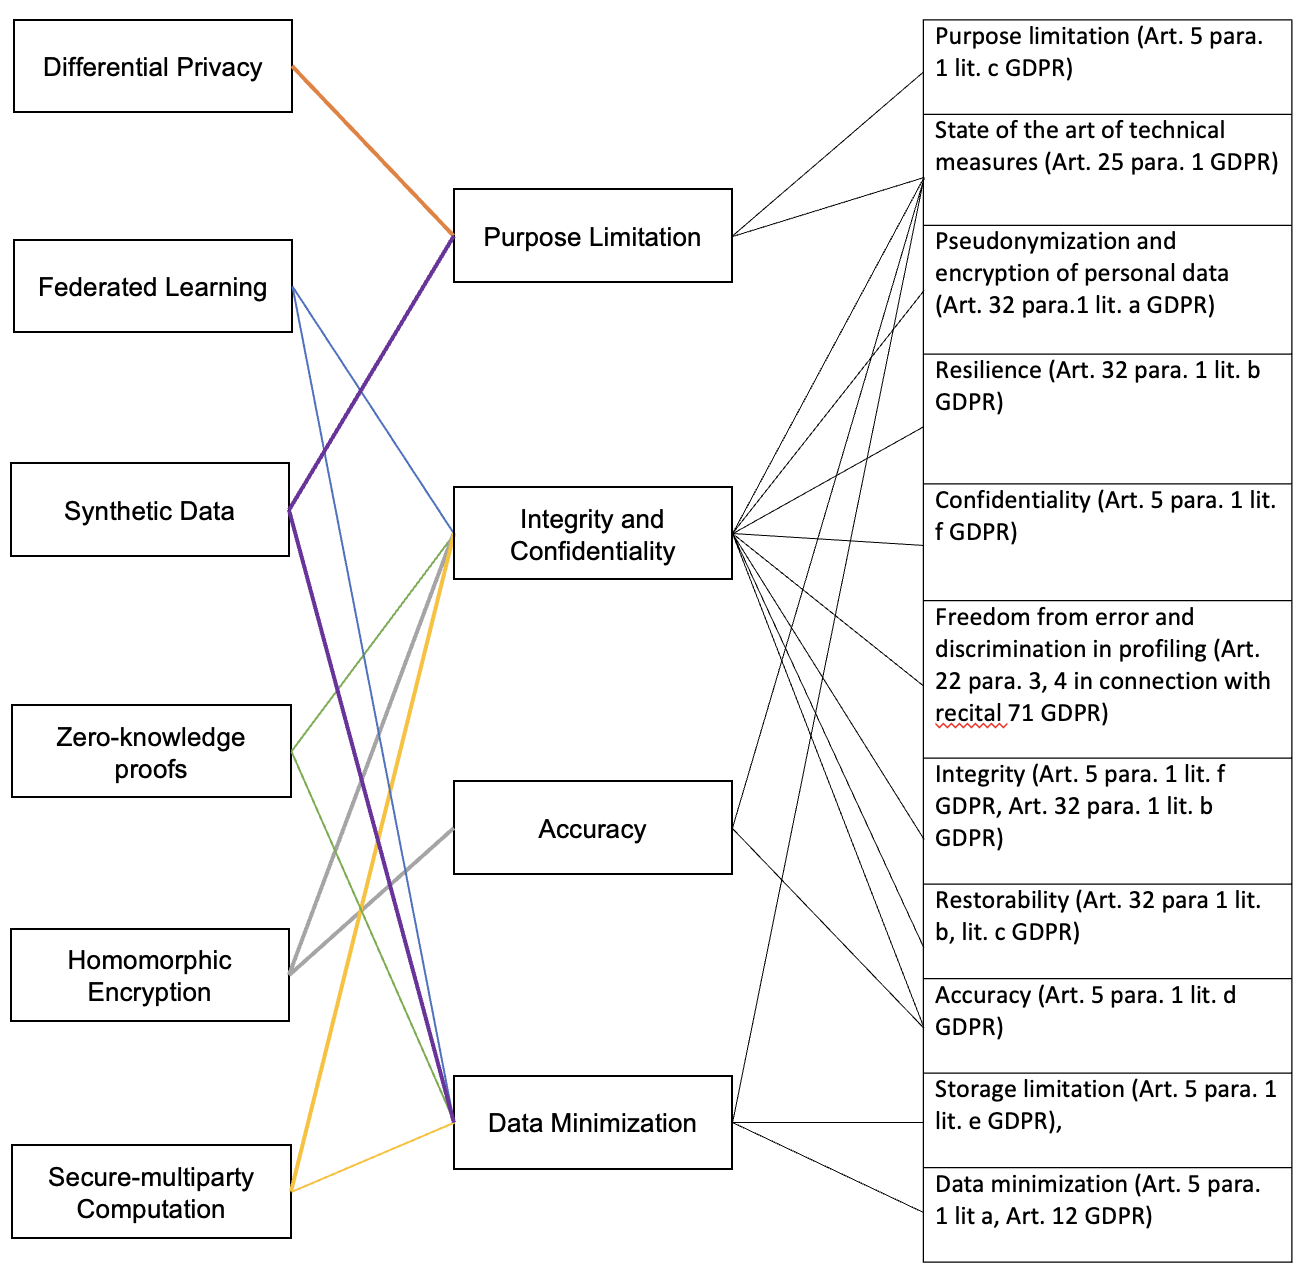 Differential Privacy
Federated Learning
Synthetic Data
Zero-knowledge
proofs
Homomorphic
Encryption
Secure-multiparty
Computation
Purpose Limitation
Integrity and
Confidentiality
Accuracy
Data Minimization
Purpose limitation (Art. 5 para.
1 lit. c GDPR)
State of the art of technical
measures (Art. 25 para. 1 GDPR)
Pseudonymization and
encryption of personal data
(Art. 32 para.1 lit. a GDPR)
Resilience (Art. 32 para. 1 lit. b
GDPR)
Confidentiality (Art. 5 para. 1 lit.
f GDPR)
Freedom from error and
discrimination in profiling (Art.
22 para. 3, 4 in connection with
recital 71 GDPR)
Integrity (Art. 5 para. 1 lit. f
GDPR, Art. 32 para. 1 lit. b
GDPR)
Restorability (Art. 32 para 1 lit.
b, lit. c GDPR)
Accuracy (Art. 5 para. 1 lit. d
GDPR)
Storage limitation (Art. 5 para. 1
lit. e GDPR),
Data minimization (Art. 5 para.
1 lit a, Art. 12 GDPR)